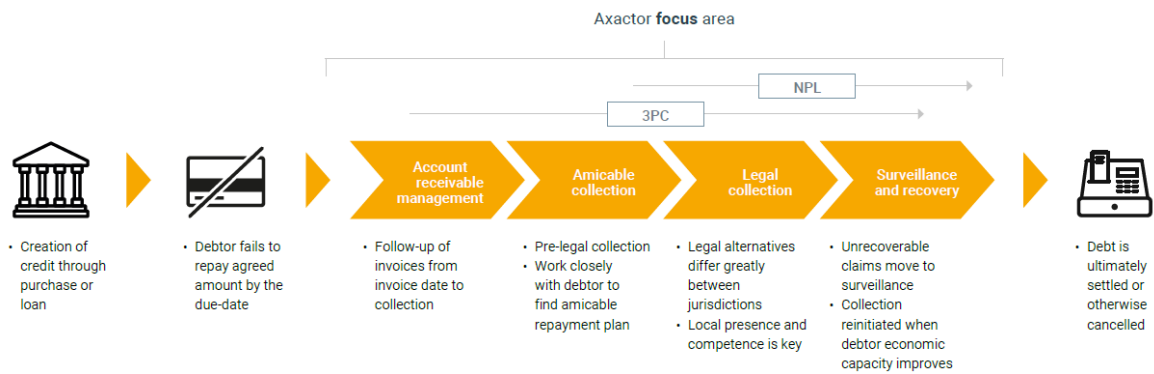 Axactor focus area
NPL
3PC
Account
receivable
management
Amicable
collection
Legal
collection
Surveillance
and recovery
• Creation of
credit through
purchase or
loan
• Debtor fails to
repay agreed
amount by the
due-date
• Follow-up of
invoices from
invoice date to
collection
• Pre-legal collection
• Work closely
with debtor to
find amicable
repayment plan
• Legal alternatives
differ greatly
between
jurisdictions
• Local presence and
competence is key
• Unrecoverable
claims move to
surveillance
• Collection
reinitiated when
debtor economic
capacity improves
• Debt is
ultimately
settled or
otherwise
cancelled